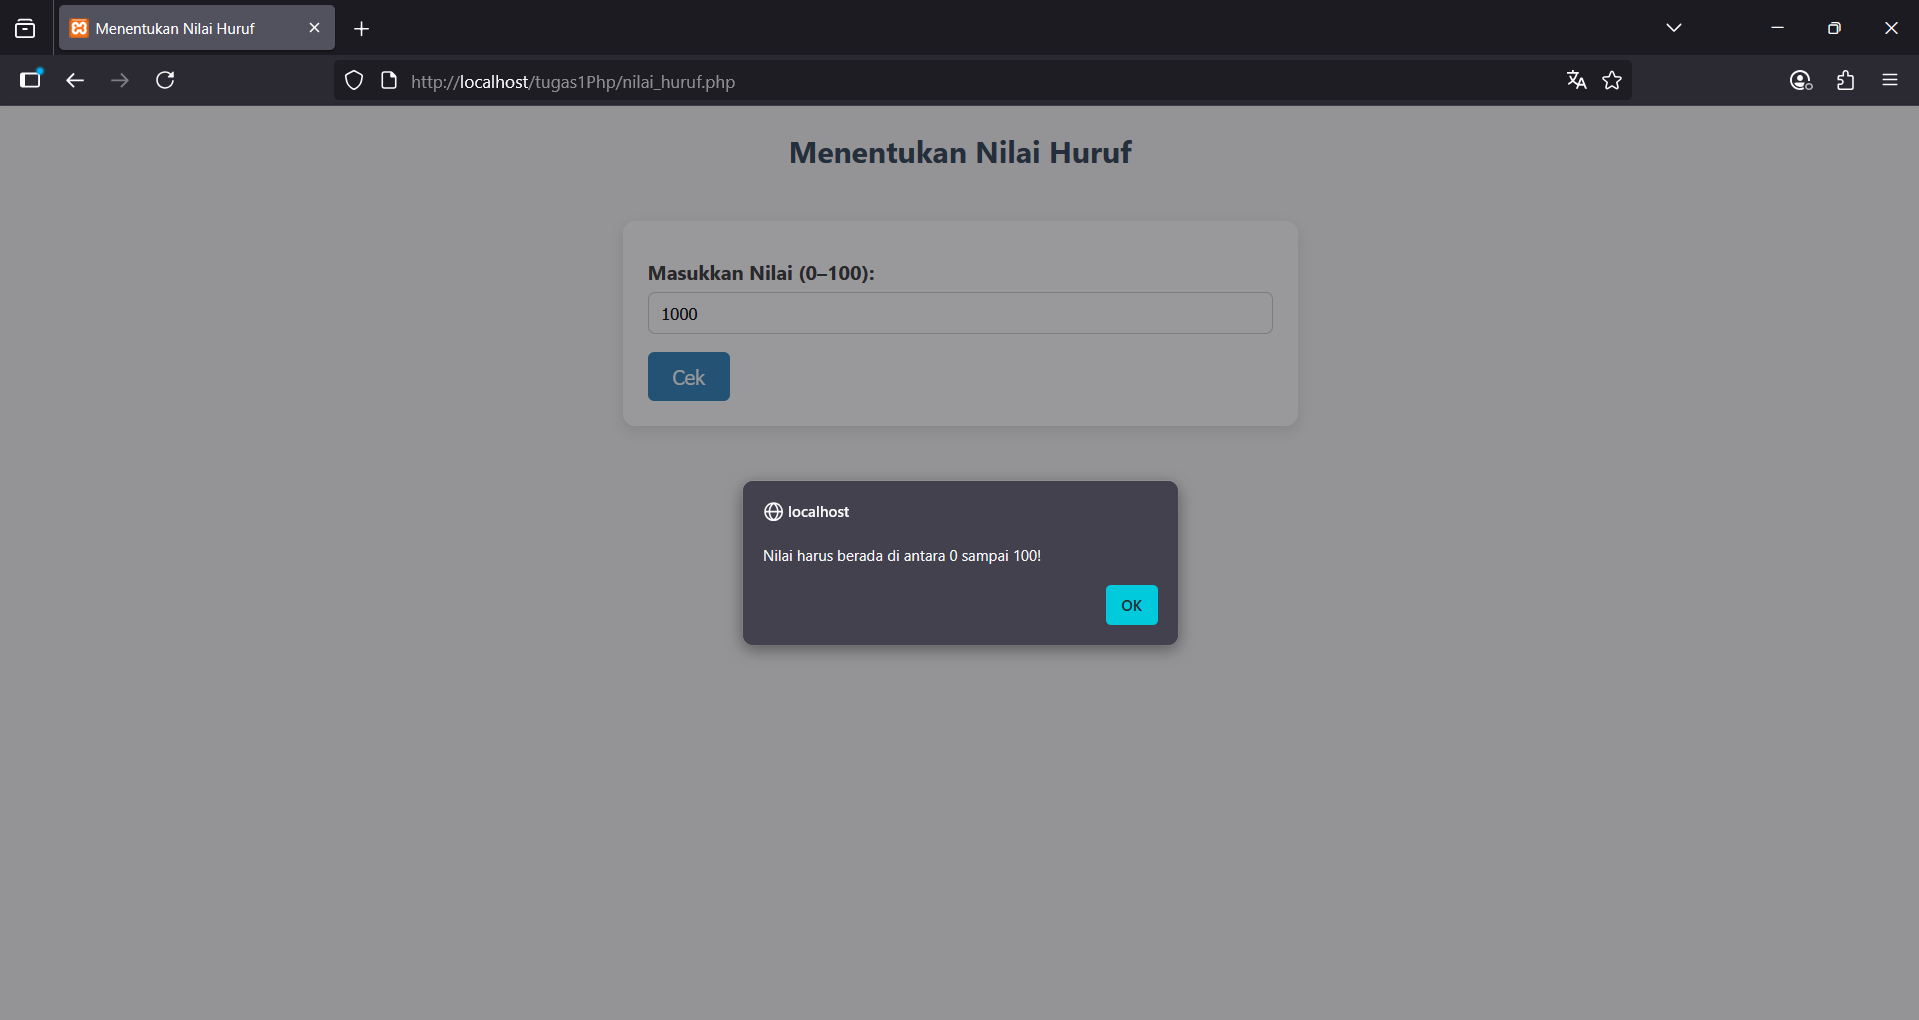 Menentukan Nilai Huruf
http://localhost/tugas1Php/nilai_huruf.php
Menentukan Nilai Huruf
Masukkan Nilai (0–100):
1000
Cek
localhost
Nilai harus berada di antara 0 sampai 100!
OK